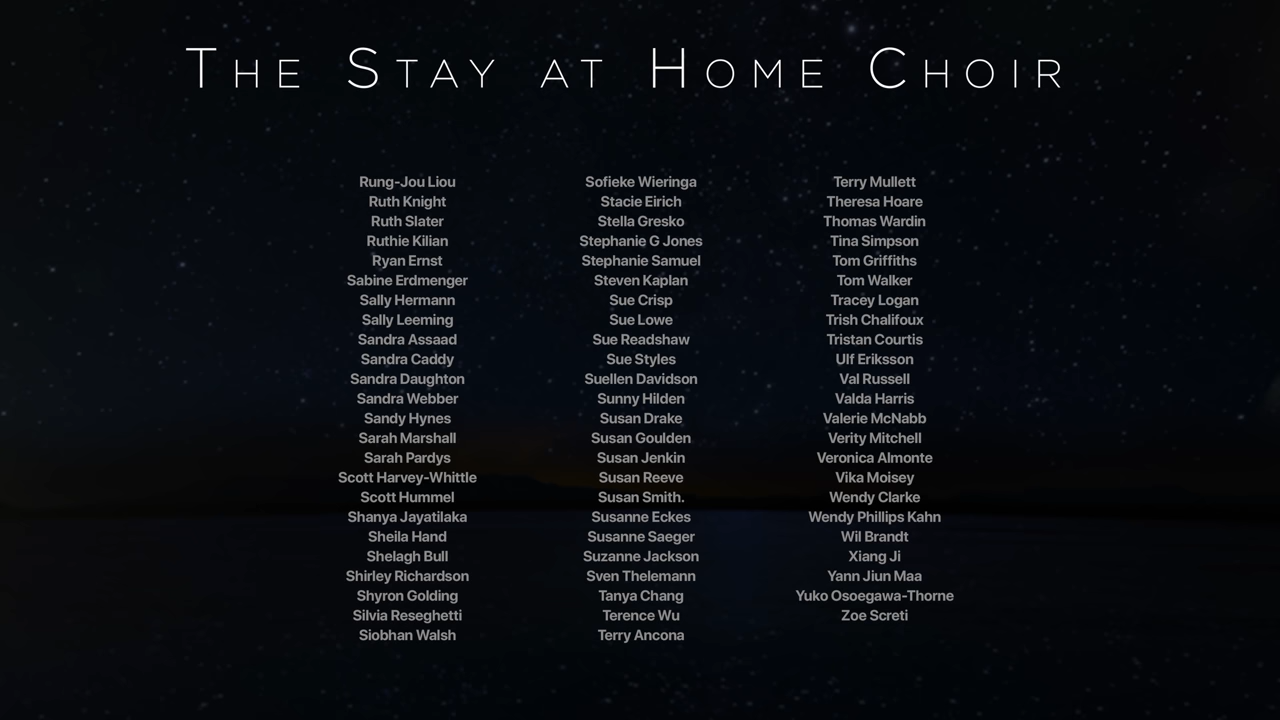 The Stay at Home Choir
Rung-Jou Liou
Ruth Knight
Ruth Slater
Ruthie Kilian
Ryan Ernst
Sabine Erdmenger
Sally Hermann
Sally Leeming
Sandra Assaad
Sandra Caddy
Sandra Daughton
Sandra Webber
Sandy Hynes
Sarah Marshall
Sarah Pardys
Scott Harvey-Whittle
Scott Hummel
Shanya Jayatilaka
Sheila Hand
Shelagh Bull
Shirley Richardson
Shyron Golding
Silvia Reseghetti
Siobhan Walsh
Sofieke Wieringa
Stacie Eirich
Stella Gresko
Stephanie G Jones
Stephanie Samuel
Steven Kaplan
Sue Crisp
Sue Lowe
Sue Readshaw
Sue Styles
Suellen Davidson
Sunny Hilden
Susan Drake
Susan Goulden
Susan Jenkin
Susan Reeve
Susan Smith.
Susanne Eckes
Susanne Saeger
Suzanne Jackson
Sven Thelemann
Tanya Chang
Terence Wu
Terry Ancona
Terry Mullett
Theresa Hoare
Thomas Wardin
Tina Simpson
Tom Griffiths
Tom Walker
Tracey Logan
Trish Chalifoux
Tristan Courtis
Ulf Eriksson
Val Russell
Valda Harris
Valerie McNabb
Verity Mitchell
Veronica Almonte
Vika Moisey
Wendy Clarke
Wendy Phillips Kahn
Wil Brandt
Xiang Ji
Yann Jiun Maa
Yuko Osoegawa-Thorne
Zoe Screti